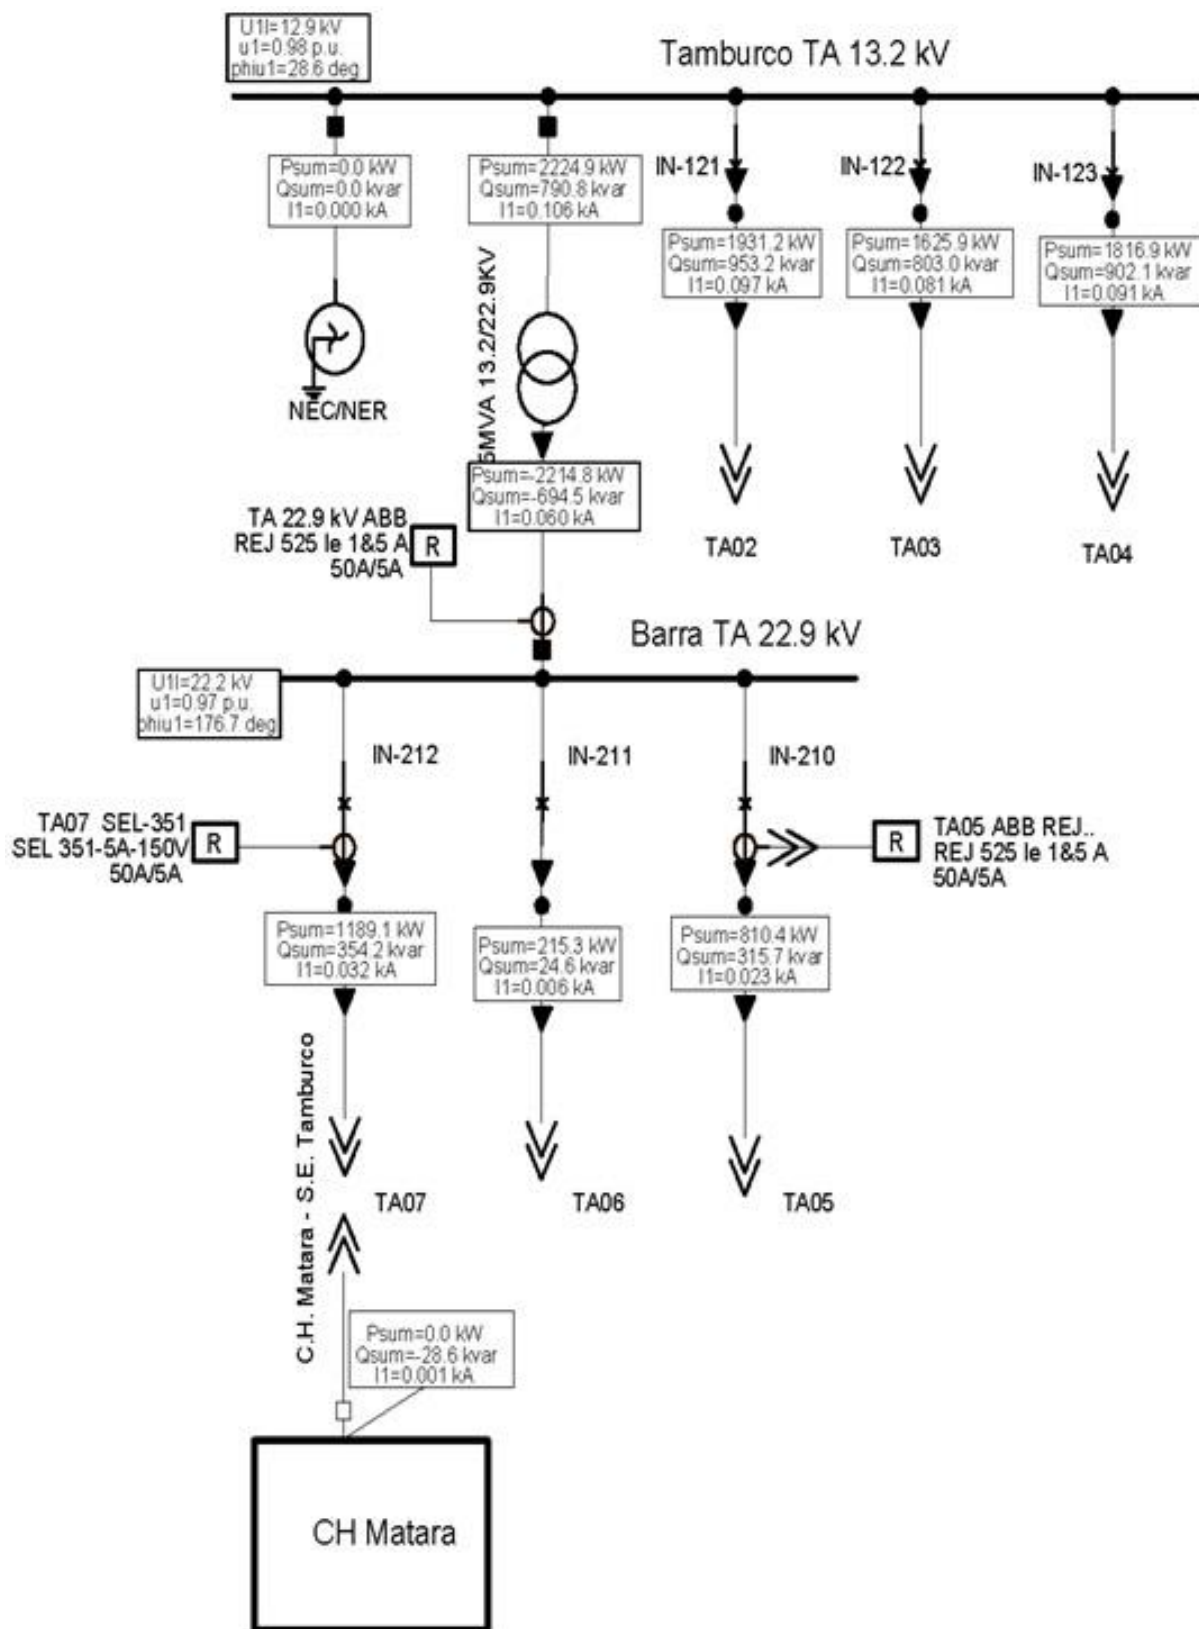 U1l=12.9 kV
u1=0.98 p.u.
phiu1=28.6 deg
Tamburco TA 13.2 kV
Psum=0.0 kW
Qsum=0.0 kvar
I1=0.000 kA
Psum=2224.9 kW
Qsum=790.8 kvar
I1=0.106 kA
IN-121
IN-122
IN-123
Psum=1931.2 kW
Qsum=953.2 kvar
I1=0.097 kA
Psum=1625.9 kW
Qsum=803.0 kvar
I1=0.081 kA
Psum=1816.9 kW
Qsum=902.1 kvar
I1=0.091 kA
NEC/NER
5MVA 13.2/22.9KV
Psum=-2214.8 kW
Qsum=-694.5 kvar
I1=0.060 kA
TA02
TA03
TA04
TA 22.9 kV ABB
REJ 525 Ie 1&5 A
50A/5A
R
Barra TA 22.9 kV
U1l=22.2 kV
u1=0.97 p.u.
phiu1=176.7 deg
IN-212
IN-211
IN-210
TA07 SEL-351
SEL 351-5A-150V
50A/5A
R
R
TA05 ABB REJ..
REJ 525 Ie 1&5 A
50A/5A
Psum=1189.1 kW
Qsum=354.2 kvar
I1=0.032 kA
Psum=215.3 kW
Qsum=24.6 kvar
I1=0.006 kA
Psum=810.4 kW
Qsum=315.7 kvar
I1=0.023 kA
C.H. Matara - S.E. Tamburco
TA07
TA06
TA05
Psum=0.0 kW
Qsum=-28.6 kvar
I1=0.001 kA
CH Matara